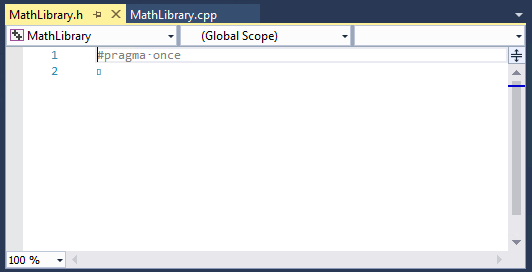 MathLibrary.h
MathLibrary.cpp
MathLibrary
(Global Scope)
1
#pragma once
2
100 %